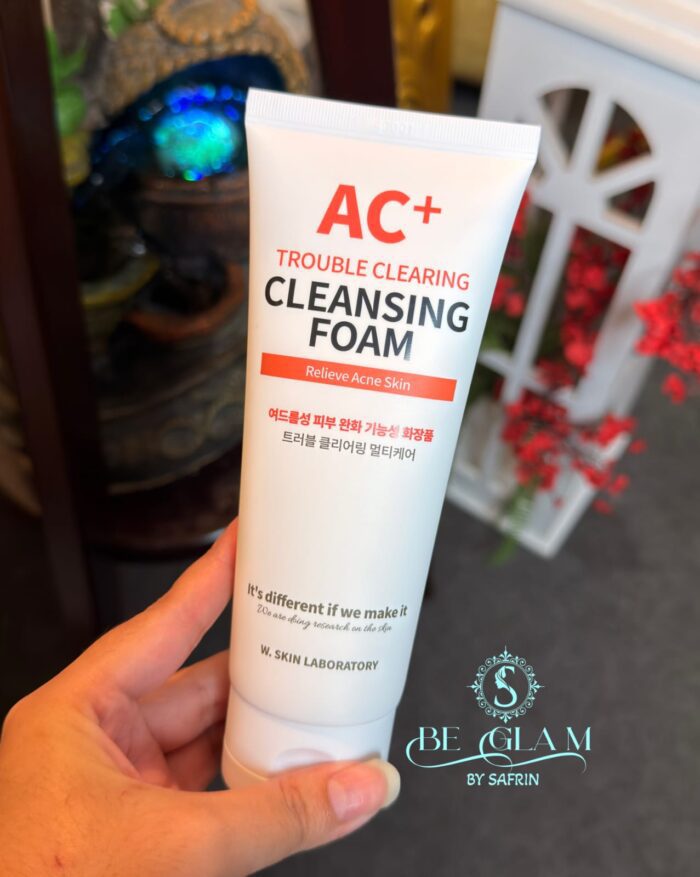 AC+
TROUBLE CLEARING
CLEANSING
FOAM
Relieve Acne Skin
여드름성 피부 완화 기능성 화장품
트러블 클리어링 멀티케어
It's different if we make it
We are doing research on the skin
W. SKIN LABORATORY
S
BE GLAM
BY SAFRIN